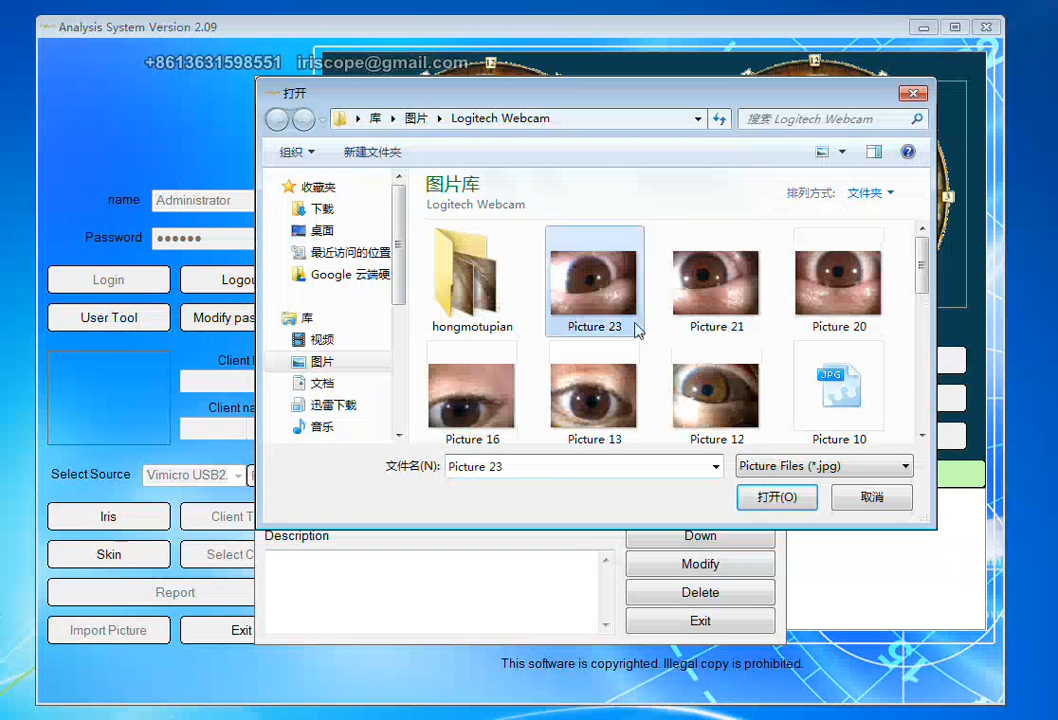 Analysis System Version 2.09
+8613631598551 iriscope@gmail.com
12
12
打开
库 图片 Logitech Webcam
搜索 Logitech Webcam
组织 新建文件夹
收藏夹
下载
桌面
最近访问的位置
Google 云端硬
库
视频
图片
文档
迅雷下载
音乐
图片库
Logitech Webcam
排列方式: 文件夹
hongmotupian
Picture 23
Picture 21
Picture 20
JPG
Picture 16
Picture 13
Picture 12
Picture 10
文件名(N): Picture 23
Picture Files (*.jpg)
打开(O) 取消
3
name Administrator
Password ●●●●●●
Login Logou
User Tool Modify pas
Client
Client na
Select Source Vimicro USB2.
Iris Client T
Skin Select C
Report
Import Picture Exit
Description
Down
Modify
Delete
Exit
This software is copyrighted. Illegal copy is prohibited.